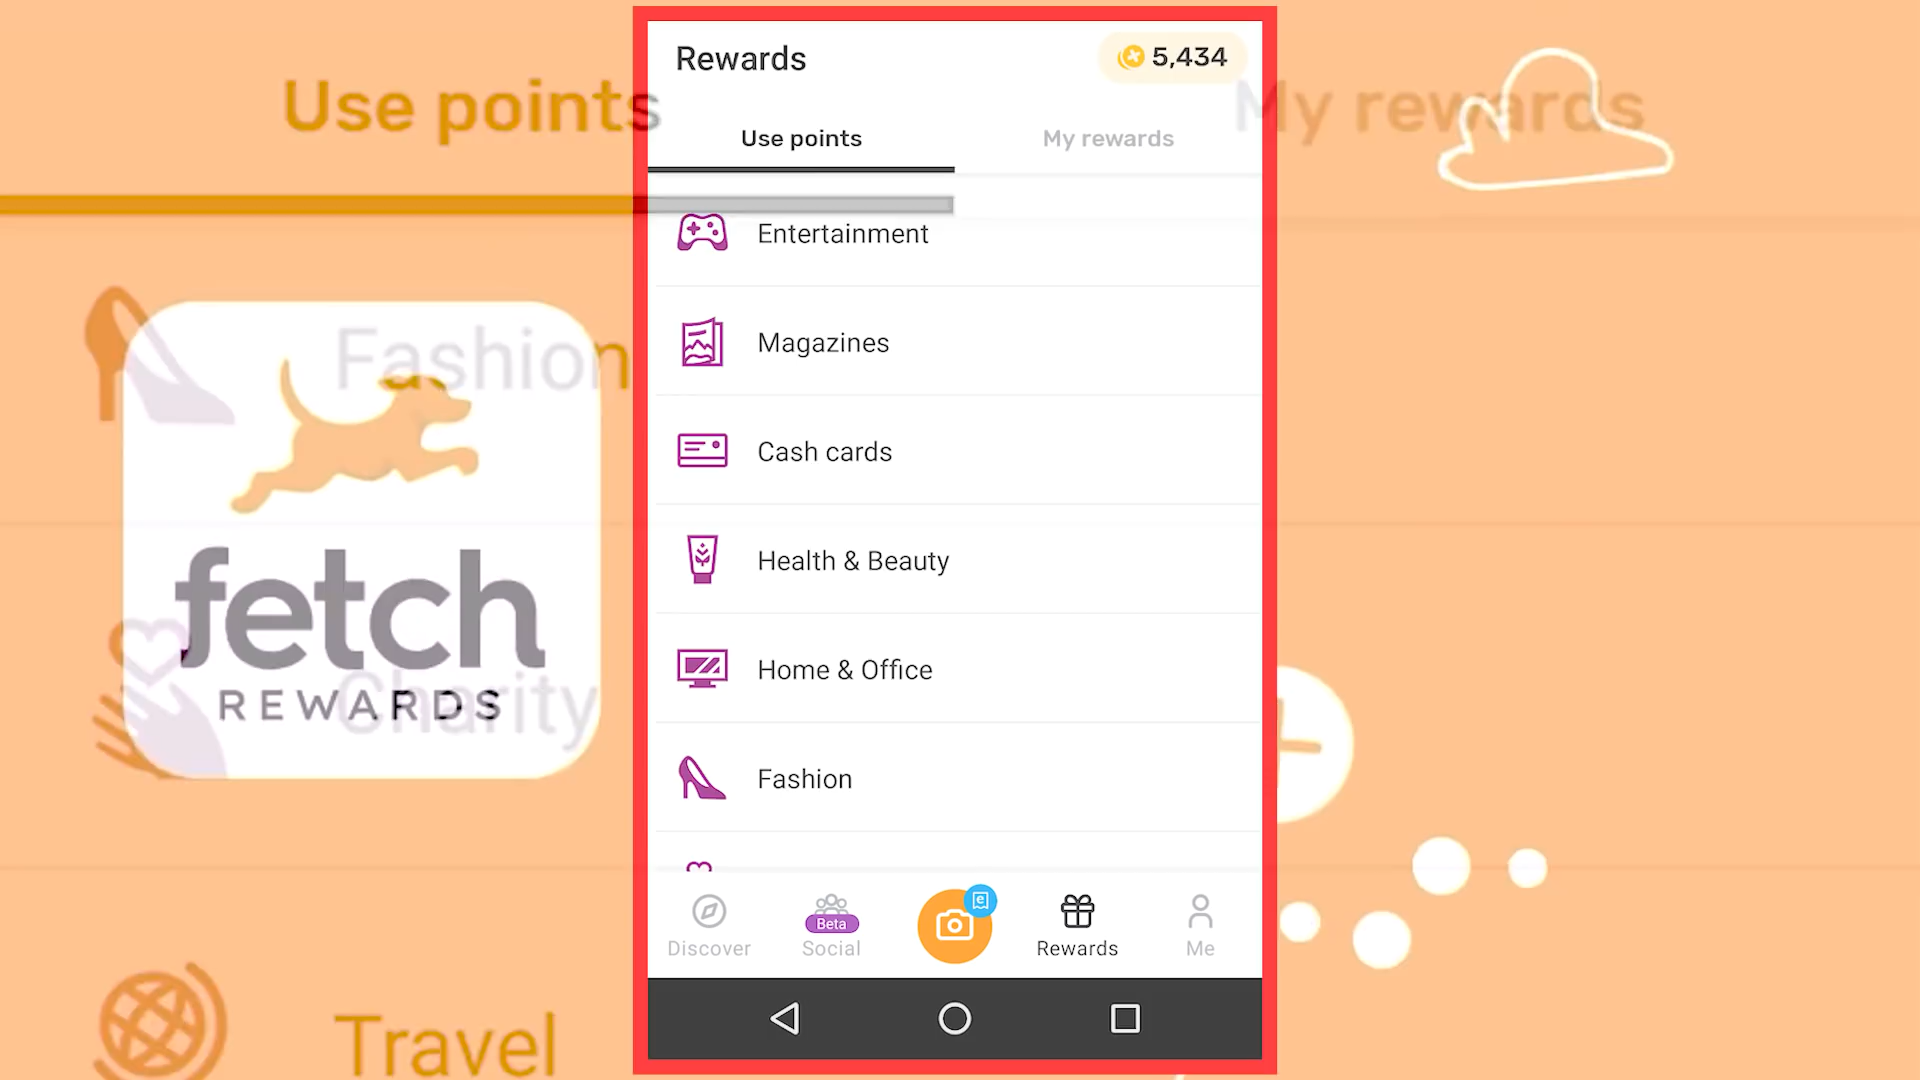 Rewards
5,434
Use points
My rewards
Use points
My rewards
Entertainment
Magazines
Cash cards
Health & Beauty
Home & Office
Fashion
Fashion
fetch
REWARDS
Charity
Travel
Discover
Beta
Social
e
Rewards
Me